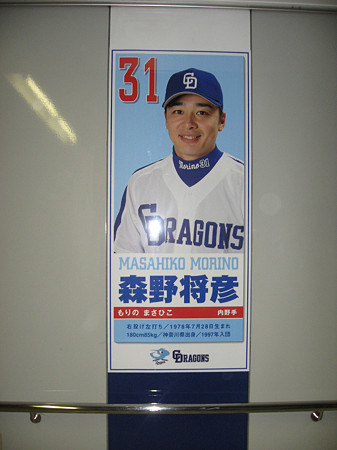 31
CD
Morino 31
DRAGONS
MASAHIKO MORINO
森野将彦
もりの まさひこ 内野手
右投げ左打ち／1978年7月28日生まれ
180cm85kg／神奈川県出身／1997年入団
DRAGONS